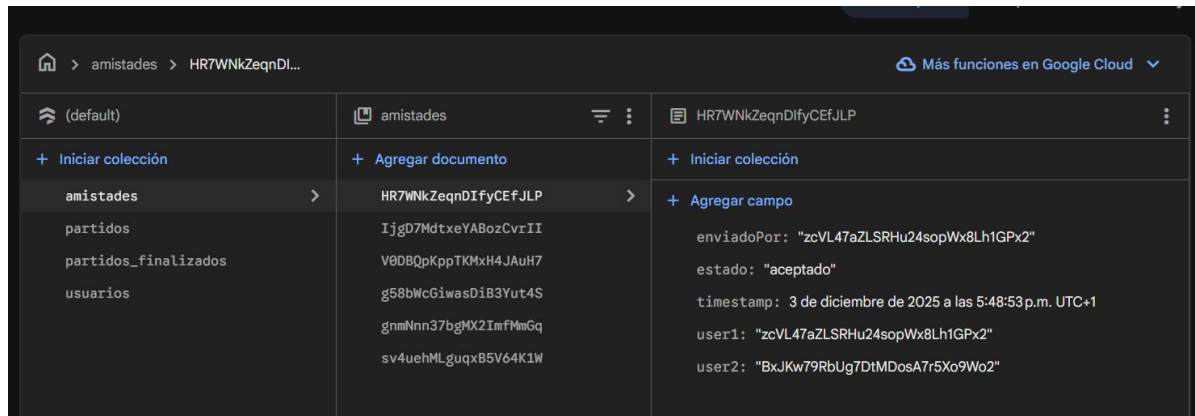 amistades > HR7WNkZeqnDI...
Más funciones en Google Cloud
(default)
amistades
HR7WNkZeqnDIfyCEfJLP
+ Iniciar colección
+ Agregar documento
+ Iniciar colección
amistades
partidos
partidos_finalizados
usuarios
HR7WNkZeqnDIfyCEfJLP
IjgD7MdtxeYABozCvrII
V0DBQpKppTKMxH4JAuH7
g58bWcGiwasDiB3Yut4S
gnmNnn37bgMX2ImfMmGq
sv4uehMLguqxB5V64K1W
+ Agregar campo
enviadoPor: "zcVL47aZLSRHu24sopWx8Lh1GPx2"
estado: "aceptado"
timestamp: 3 de diciembre de 2025 a las 5:48:53 p.m. UTC+1
user1: "zcVL47aZLSRHu24sopWx8Lh1GPx2"
user2: "BxJKw79RbUg7DtMDosA7r5Xo9Wo2"